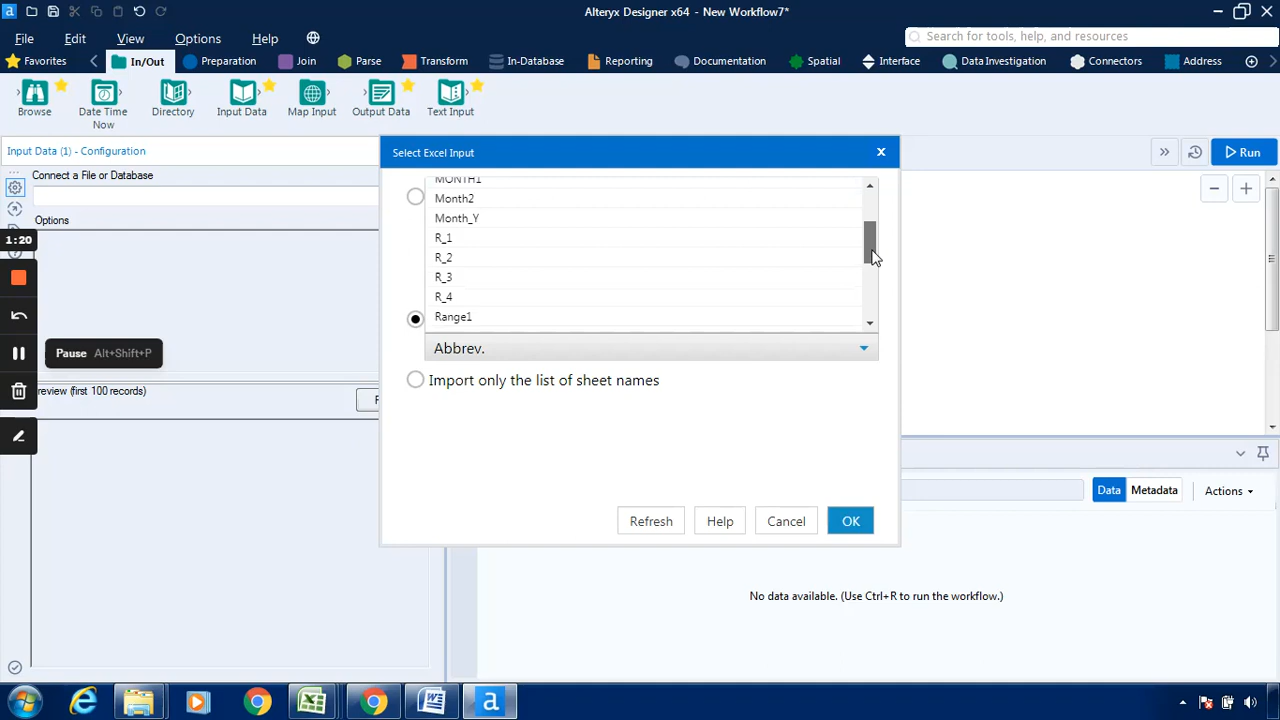 Alteryx Designer x64 - New Workflow7*
File Edit View Options Help
Search for tools, help, and resources
Favorites In/Out Preparation Join Parse Transform In-Database Reporting Documentation Spatial Interface Data Investigation Connectors Address
Browse Date Time Now Directory Input Data Map Input Output Data Text Input
Input Data (1) - Configuration
Run
Connect a File or Database
Options
1:20
Pause Alt+Shift+P
review (first 100 records)
Select Excel Input
X
MONTH1
Month2
Month_Y
R_1
R_2
R_3
R_4
Range1
Abbrev.
Import only the list of sheet names
Refresh Help Cancel OK
Data Metadata Actions
No data available. (Use Ctrl+R to run the workflow.)